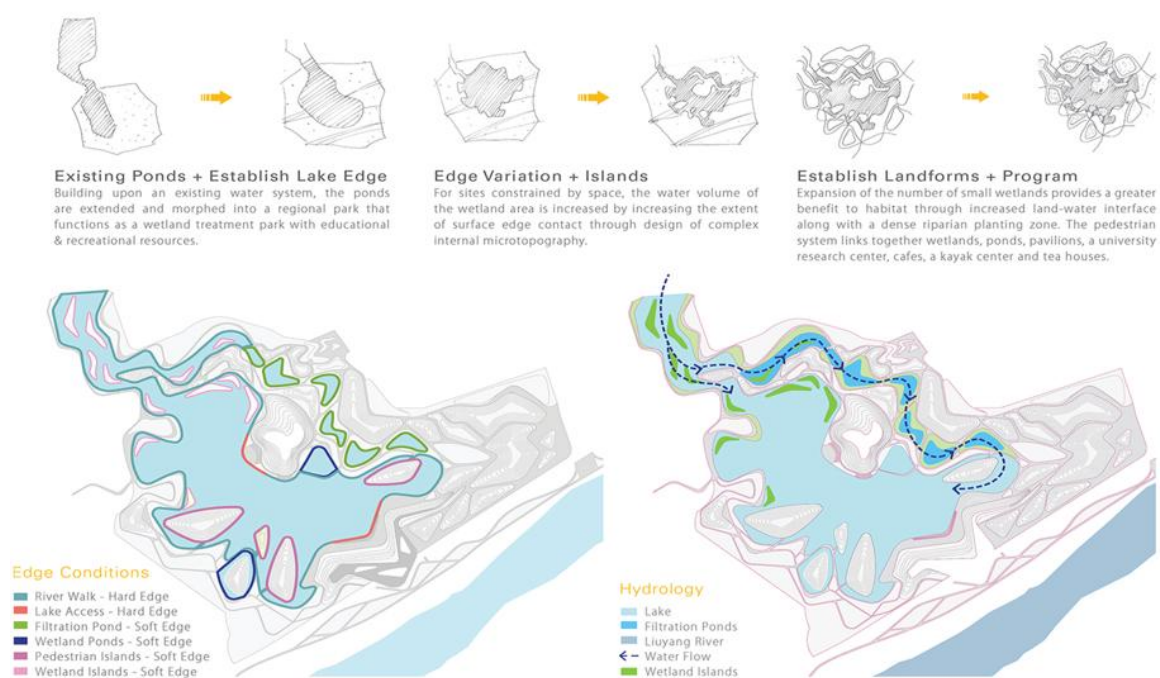 Existing Ponds + Establish Lake Edge
Building upon an existing water system, the ponds
are extended and morphed into a regional park that
functions as a wetland treatment park with educational
& recreational resources.
Edge Variation + Islands
For sites constrained by space, the water volume of
the wetland area is increased by increasing the extent
of surface edge contact through design of complex
internal microtopography.
Establish Landforms + Program
Expansion of the number of small wetlands provides a greater
benefit to habitat through increased land-water interface
along with a dense riparian planting zone. The pedestrian
system links together wetlands, ponds, pavilions, a university
research center, cafes, a kayak center and tea houses.
Edge Conditions
River Walk - Hard Edge
Lake Access - Hard Edge
Filtration Pond - Soft Edge
Wetland Ponds - Soft Edge
Pedestrian Islands - Soft Edge
Wetland Islands - Soft Edge
Hydrology
Lake
Filtration Ponds
Liuyang River
Water Flow
Wetland Islands